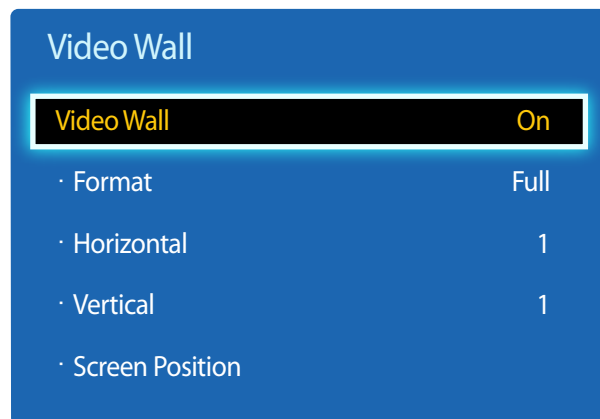 Video Wall
Video Wall On
· Format Full
· Horizontal 1
· Vertical 1
· Screen Position